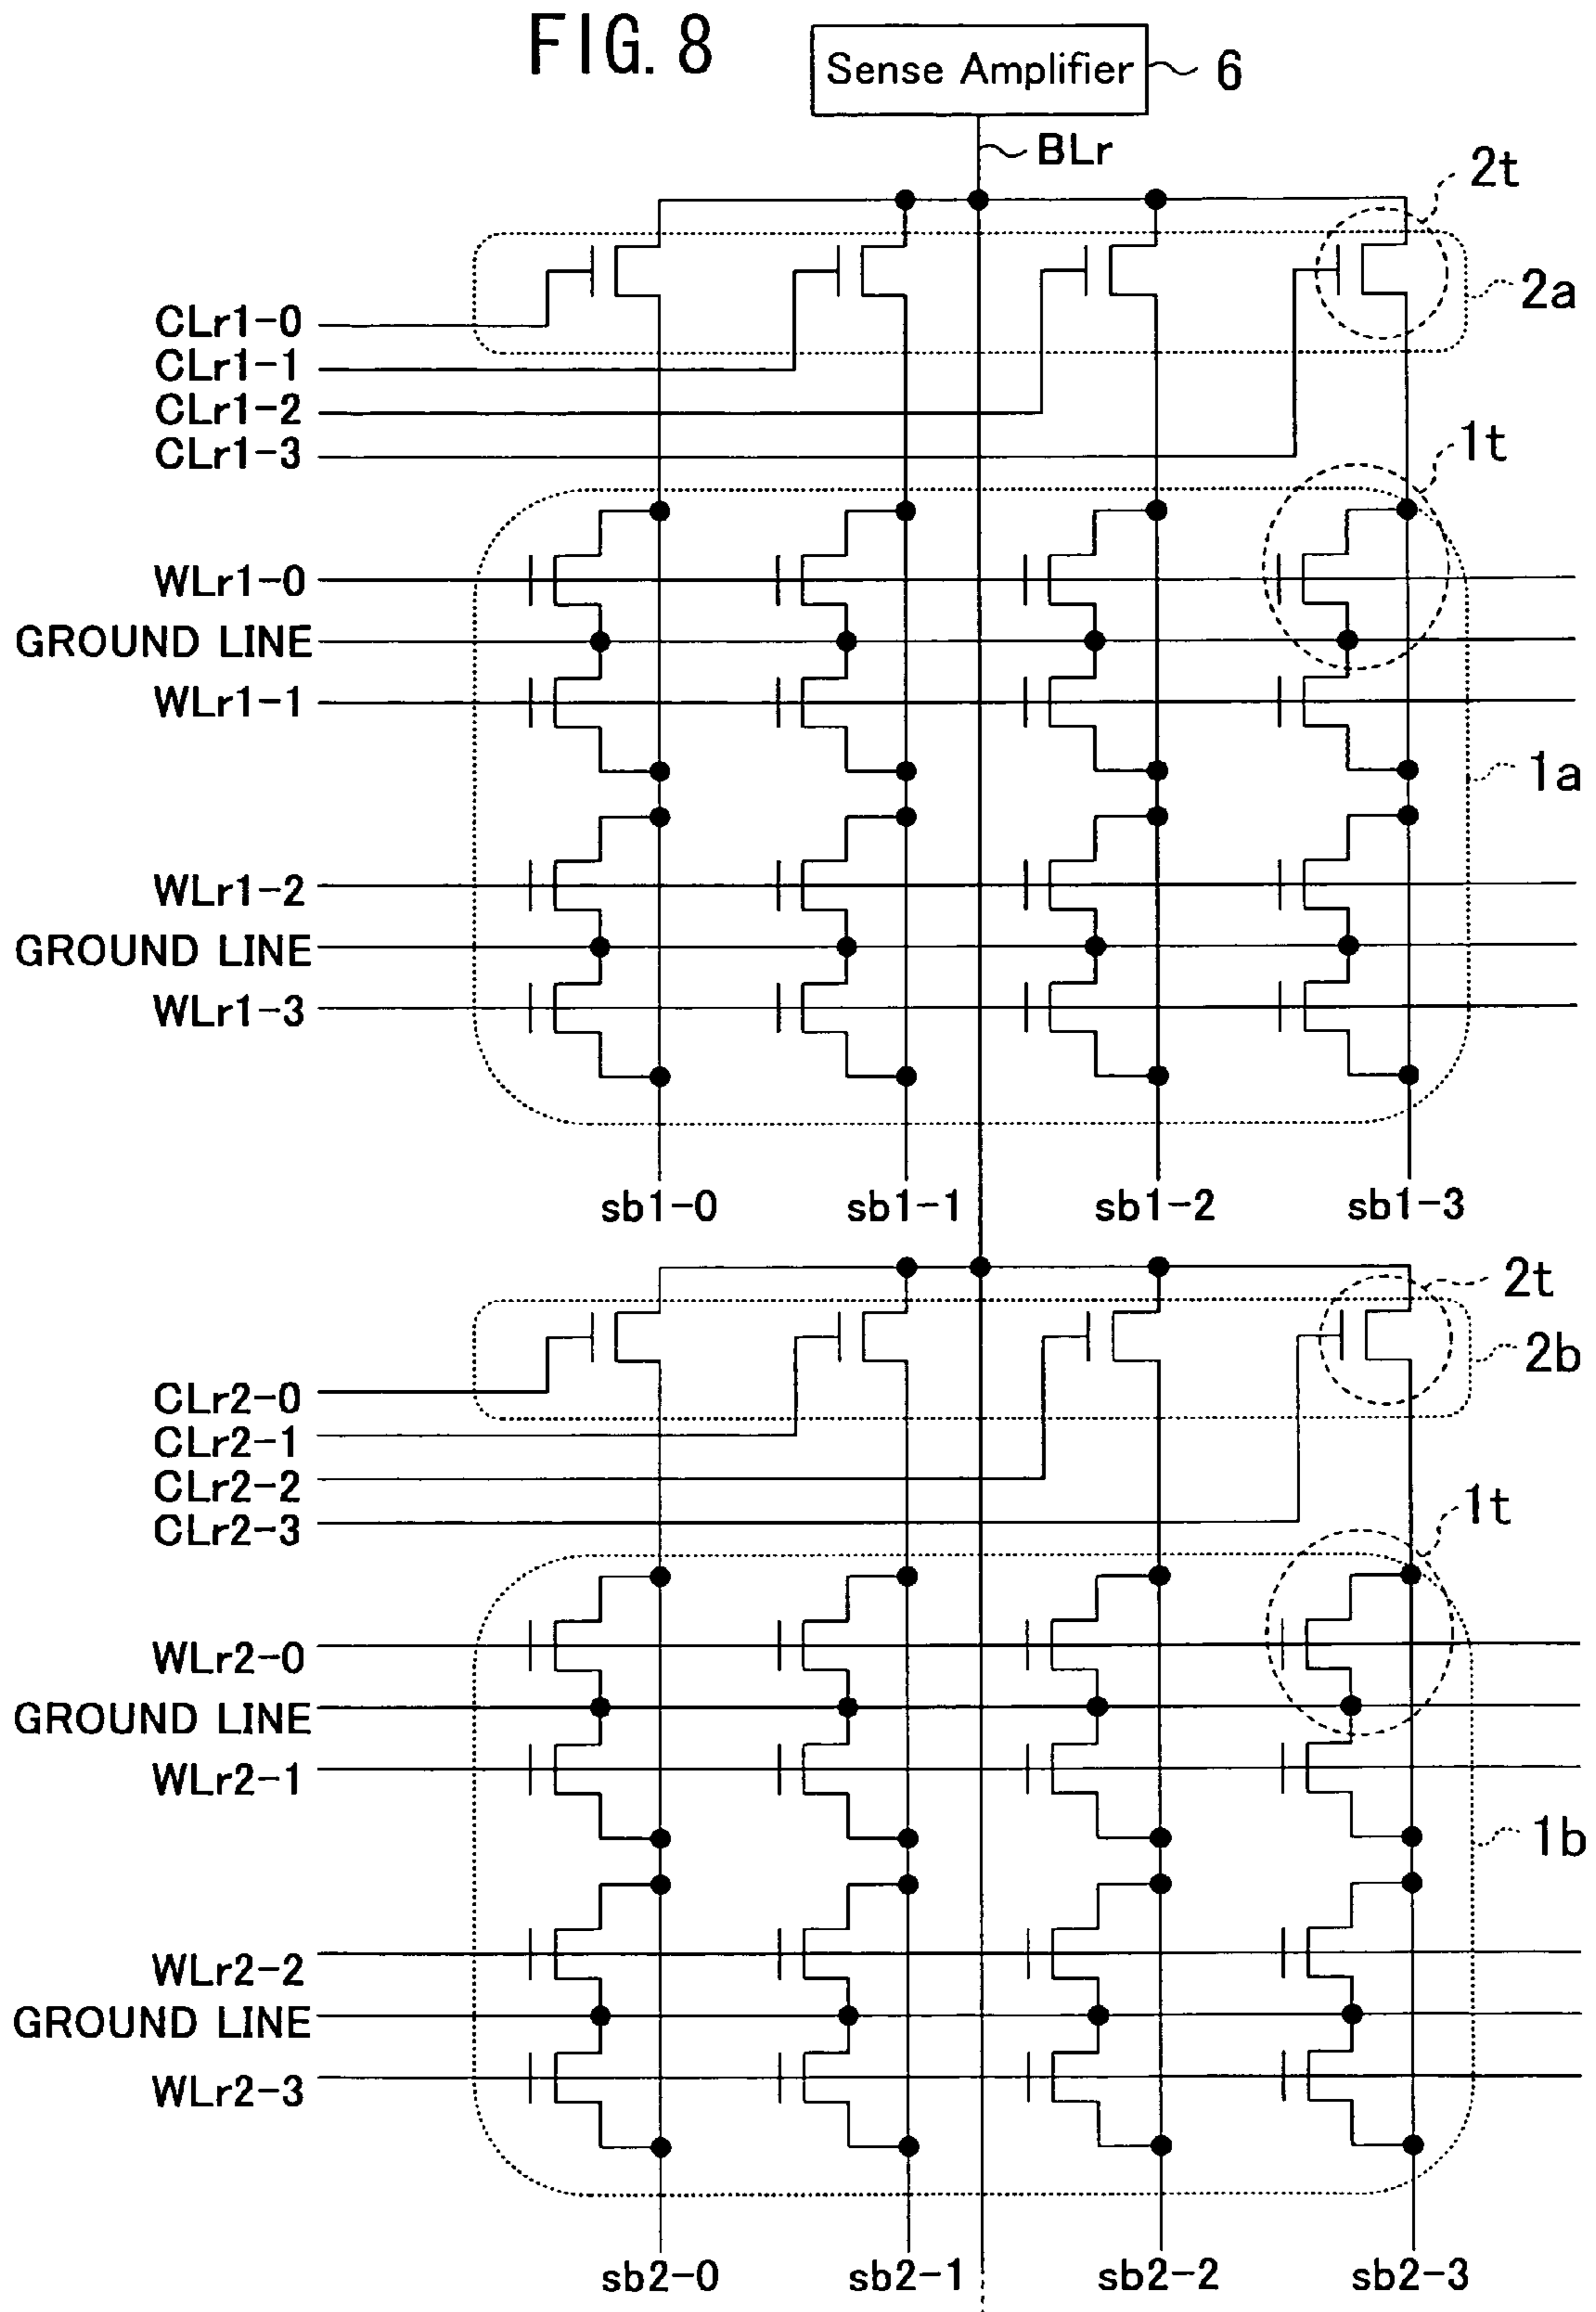 FIG. 8
Sense Amplifier
6
BLr
2t
2a
CLr1-0
CLr1-1
CLr1-2
CLr1-3
1t
WLr1-0
GROUND LINE
WLr1-1
1a
WLr1-2
GROUND LINE
WLr1-3
sb1-0 sb1-1 sb1-2 sb1-3
2t
2b
CLr2-0
CLr2-1
CLr2-2
CLr2-3
1t
WLr2-0
GROUND LINE
WLr2-1
1b
WLr2-2
GROUND LINE
WLr2-3
sb2-0 sb2-1 sb2-2 sb2-3